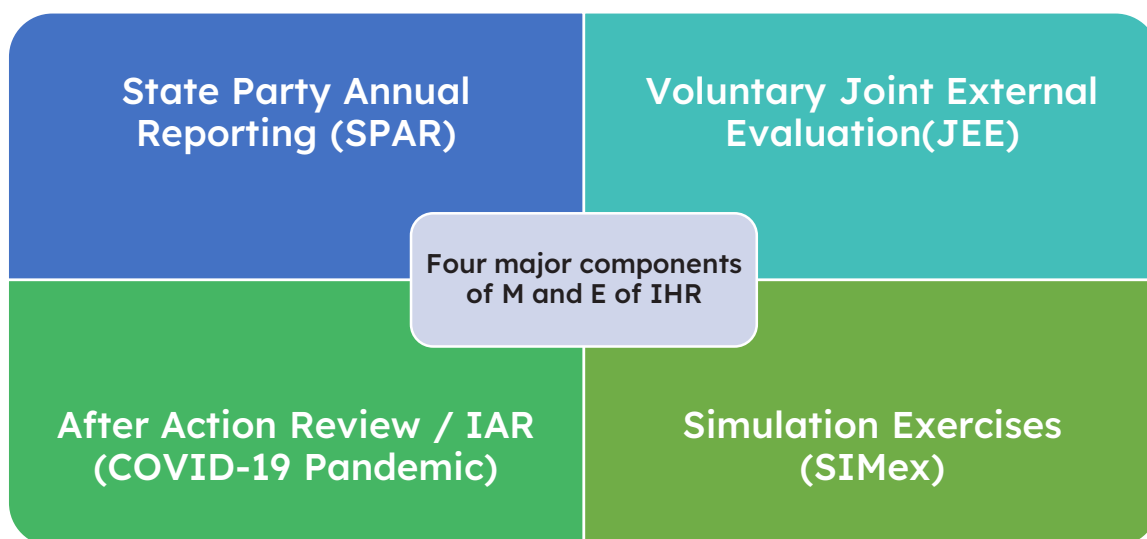 State Party Annual
Reporting (SPAR)
Voluntary Joint External
Evaluation(JEE)
Four major components
of M and E of IHR
After Action Review / IAR
(COVID-19 Pandemic)
Simulation Exercises
(SIMex)